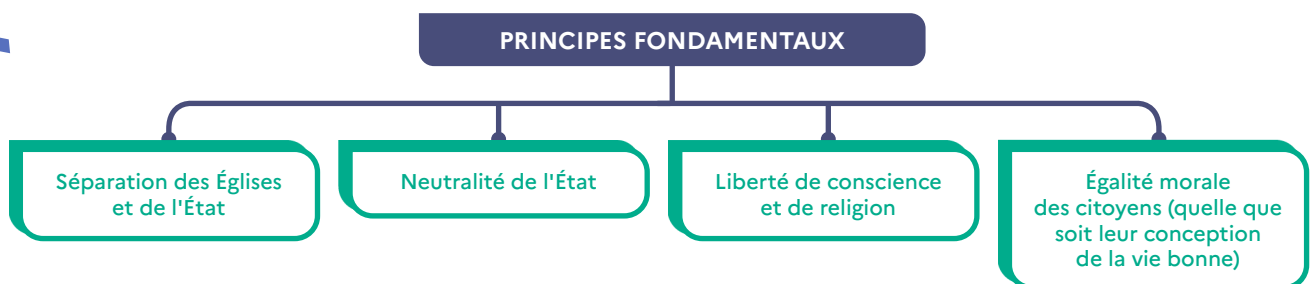 PRINCIPES FONDAMENTAUX
Séparation des Églises
et de l'État
Neutralité de l'État
Liberté de conscience
et de religion
Égalité morale
des citoyens (quelle que
soit leur conception
de la vie bonne)